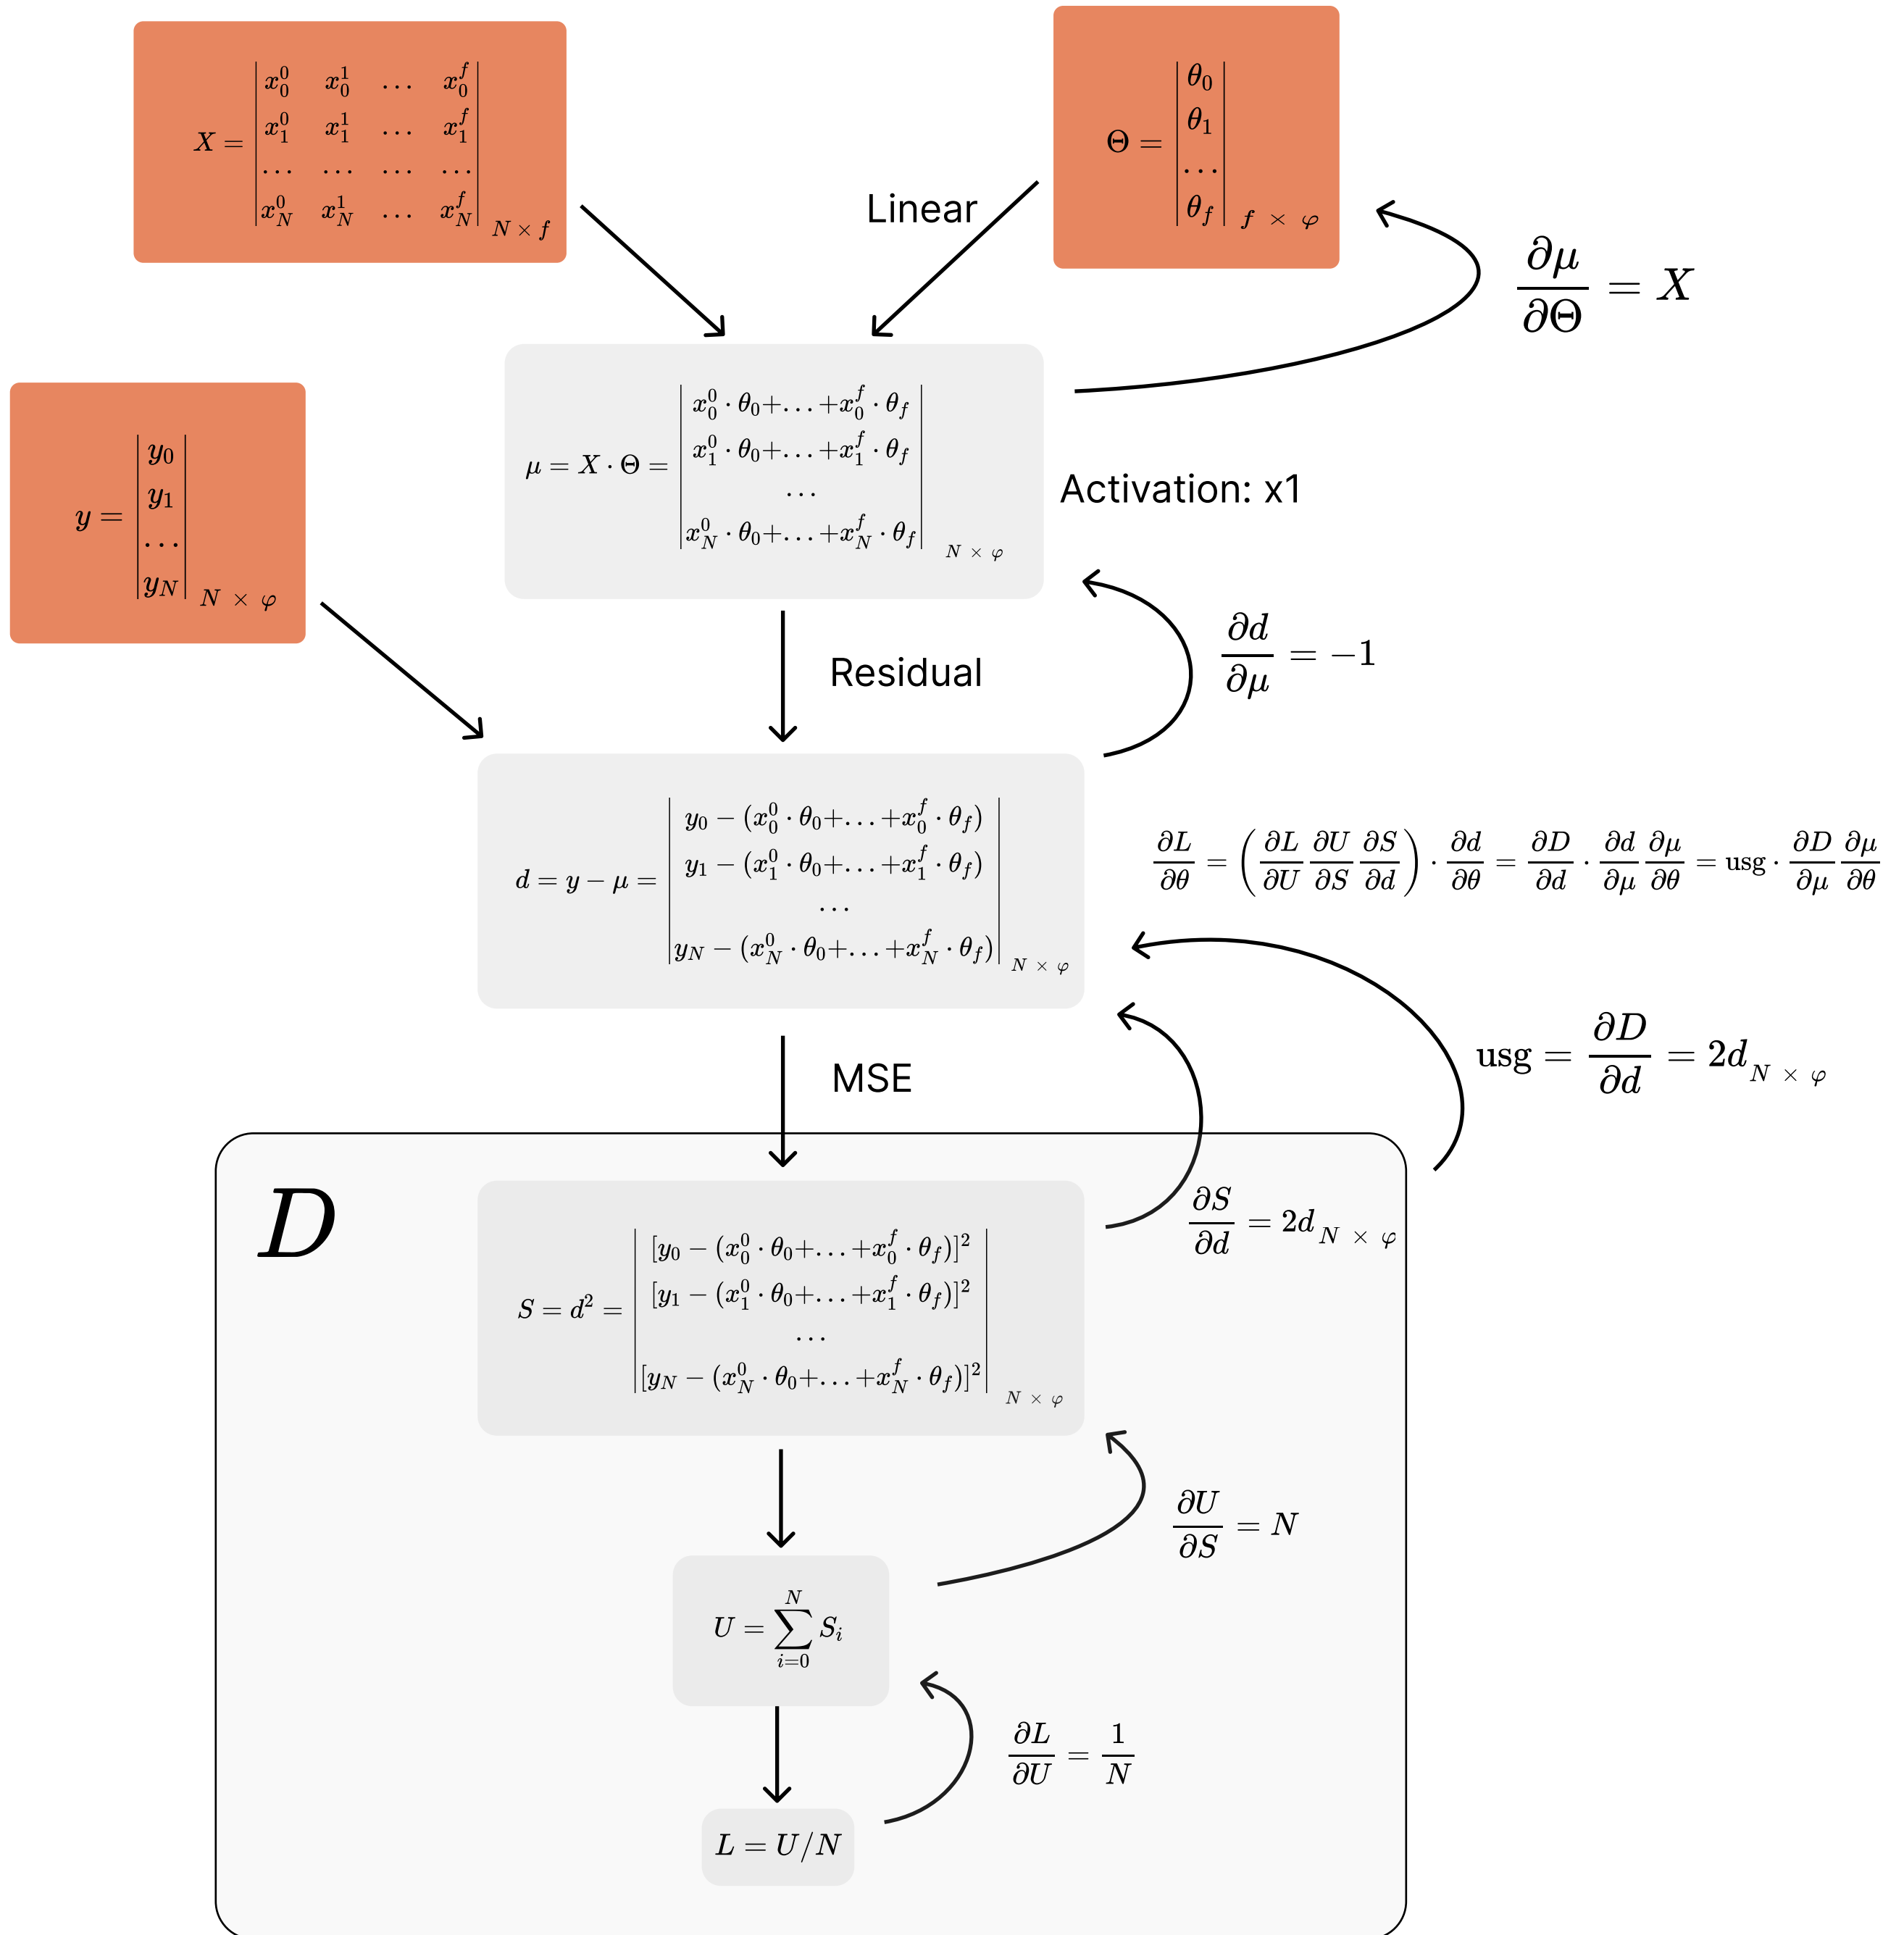 X = | x_0^0 x_0^1 ... x_0^f |
| x_1^0 x_1^1 ... x_1^f |
| ... ... ... ... |
| x_N^0 x_N^1 ... x_N^f | N × f
Θ = | θ_0 |
| θ_1 |
| ... |
| θ_f | f × φ
Linear
∂μ/∂Θ = X
μ = X · Θ = | x_0^0 · θ_0+...+x_0^f · θ_f |
| x_1^0 · θ_0+...+x_1^f · θ_f |
| ... |
| x_N^0 · θ_0+...+x_N^f · θ_f | N × φ
Activation: x1
y = | y_0 |
| y_1 |
| ... |
| y_N | N × φ
Residual
∂d/∂μ = −1
d = y − μ = | y_0 − (x_0^0 · θ_0+...+x_0^f · θ_f) |
| y_1 − (x_1^0 · θ_0+...+x_1^f · θ_f) |
| ... |
| y_N − (x_N^0 · θ_0+...+x_N^f · θ_f) | N × φ
∂L/∂θ = (∂L/∂U ∂U/∂S ∂S/∂d) · ∂d/∂θ = ∂D/∂d · ∂d/∂μ ∂μ/∂θ = usg · ∂D/∂μ ∂μ/∂θ
MSE
usg = ∂D/∂d = 2d N × φ
D
∂S/∂d = 2d N × φ
S = d^2 = | [y_0 − (x_0^0 · θ_0+...+x_0^f · θ_f)]^2 |
| [y_1 − (x_1^0 · θ_0+...+x_1^f · θ_f)]^2 |
| ... |
| [y_N − (x_N^0 · θ_0+...+x_N^f · θ_f)]^2 | N × φ
∂U/∂S = N
U = ∑_{i=0}^{N} S_i
∂L/∂U = 1/N
L = U/N